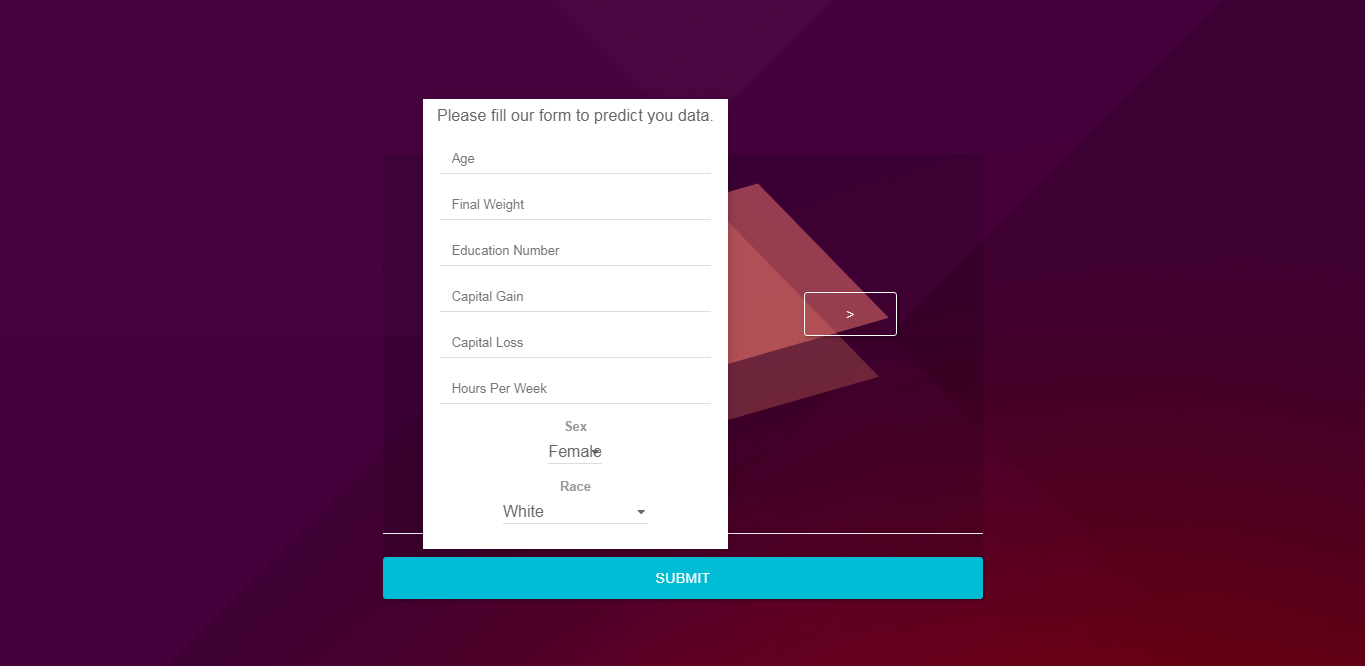 Please fill our form to predict you data.
Age
Final Weight
Education Number
Capital Gain
Capital Loss
Hours Per Week
Sex
Female
Race
White
>
SUBMIT